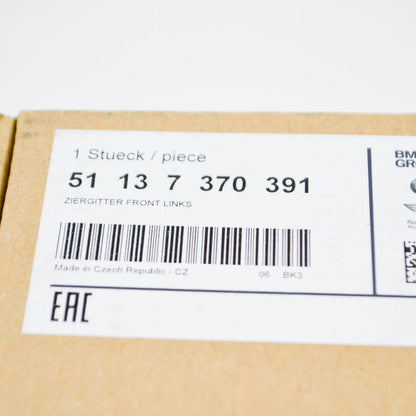 1 Stueck / piece
51 13 7 370 391
ZIERGITTER FRONT LINKS
Made in Czech Republic - CZ 06 BK3
EAC
BM
GR